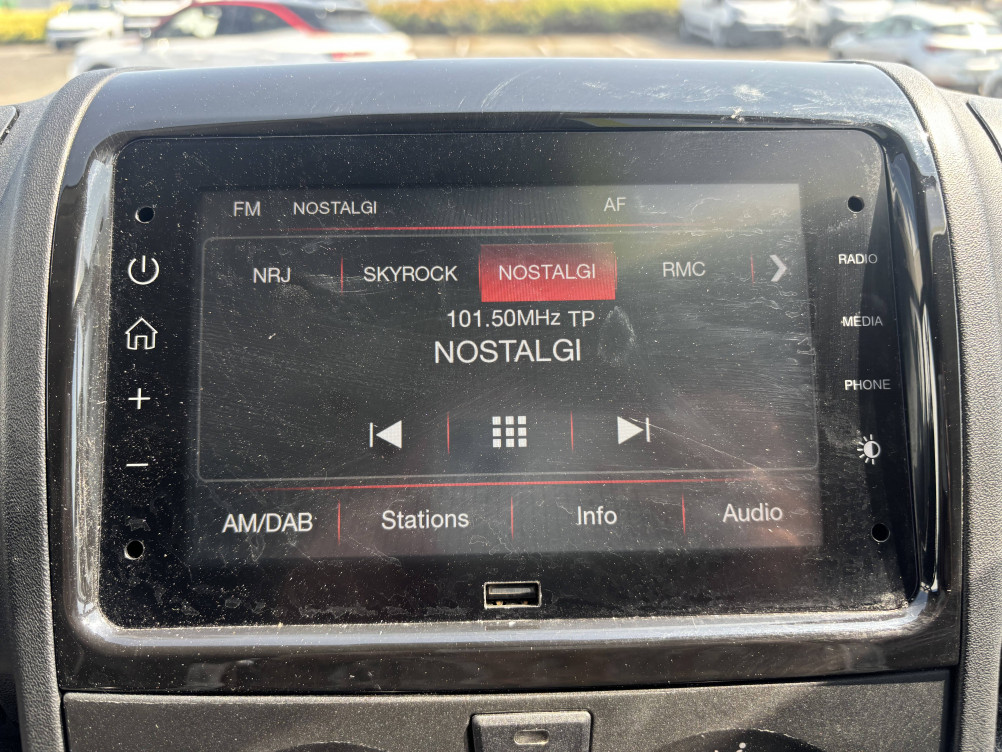 FM NOSTALGI AF
NRJ SKYROCK NOSTALGI RMC
RADIO
101.50MHz TP
MEDIA
NOSTALGI
PHONE
AM/DAB Stations Info Audio